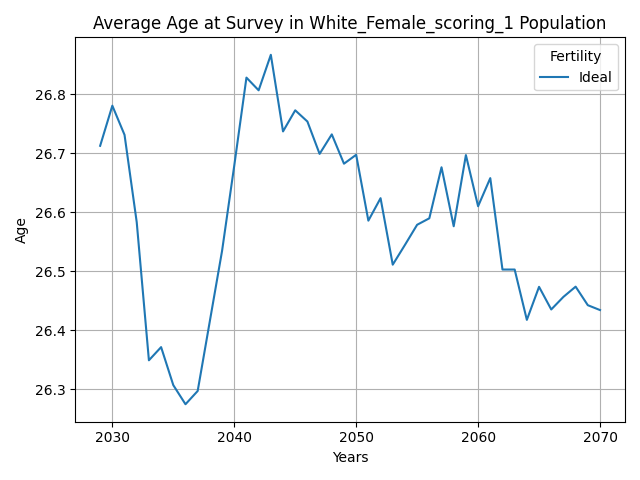 Average Age at Survey in White_Female_scoring_1 Population
Fertility
Ideal
Age
26.8
26.7
26.6
26.5
26.4
26.3
2030 2040 2050 2060 2070
Years